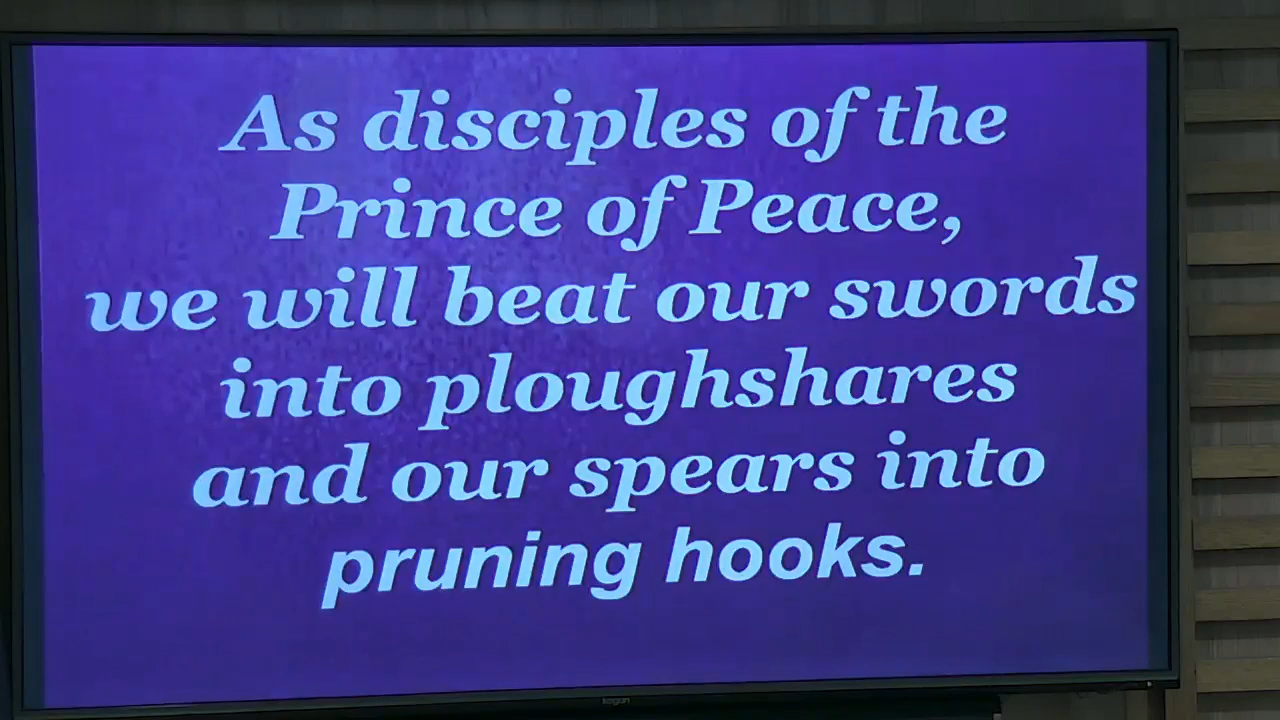 As disciples of the
Prince of Peace,
we will beat our swords
into ploughshares
and our spears into
pruning hooks.